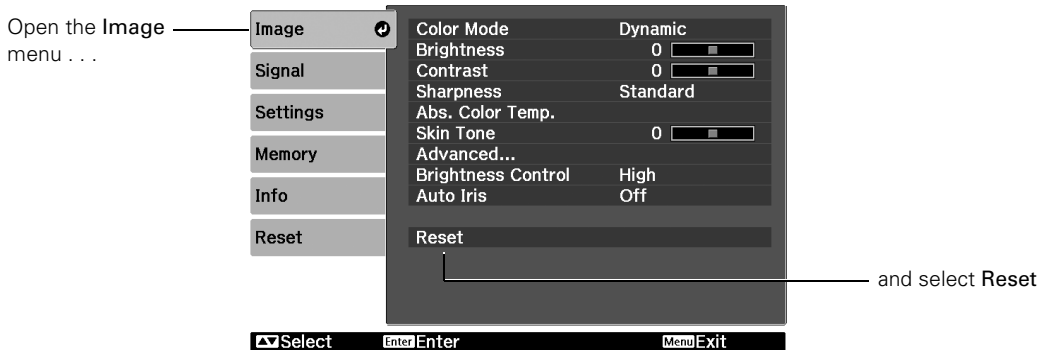 Open the Image
menu . . .
Image
Signal
Settings
Memory
Info
Reset
Color Mode Dynamic
Brightness 0
Contrast 0
Sharpness Standard
Abs. Color Temp.
Skin Tone 0
Advanced...
Brightness Control High
Auto Iris Off
Reset
and select Reset
Select Enter Enter Menu Exit